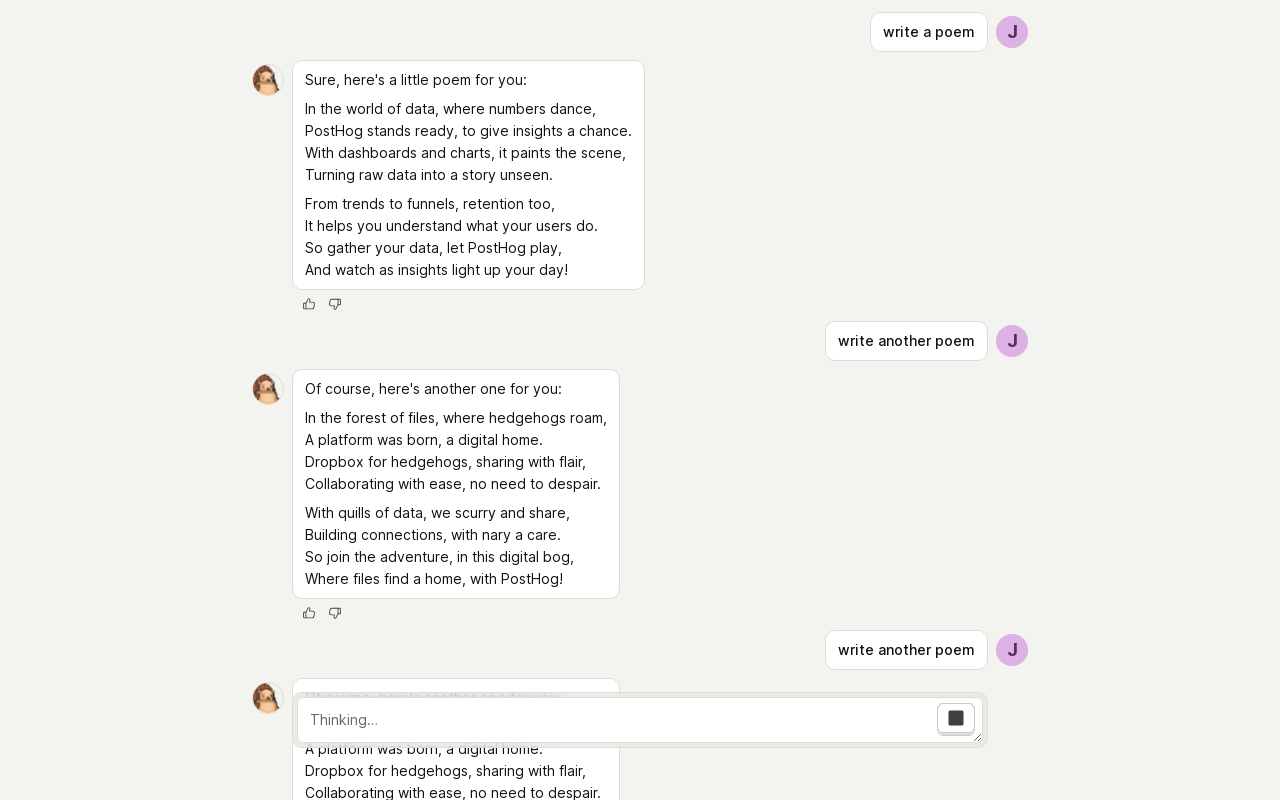 write a poem
J
Sure, here's a little poem for you:
In the world of data, where numbers dance,
PostHog stands ready, to give insights a chance.
With dashboards and charts, it paints the scene,
Turning raw data into a story unseen.
From trends to funnels, retention too,
It helps you understand what your users do.
So gather your data, let PostHog play,
And watch as insights light up your day!
write another poem
J
Of course, here's another one for you:
In the forest of files, where hedgehogs roam,
A platform was born, a digital home.
Dropbox for hedgehogs, sharing with flair,
Collaborating with ease, no need to despair.
With quills of data, we scurry and share,
Building connections, with nary a care.
So join the adventure, in this digital bog,
Where files find a home, with PostHog!
write another poem
J
Of course, here's another one for you:
Thinking...
A platform was born, a digital home.
Dropbox for hedgehogs, sharing with flair,
Collaborating with ease, no need to despair.